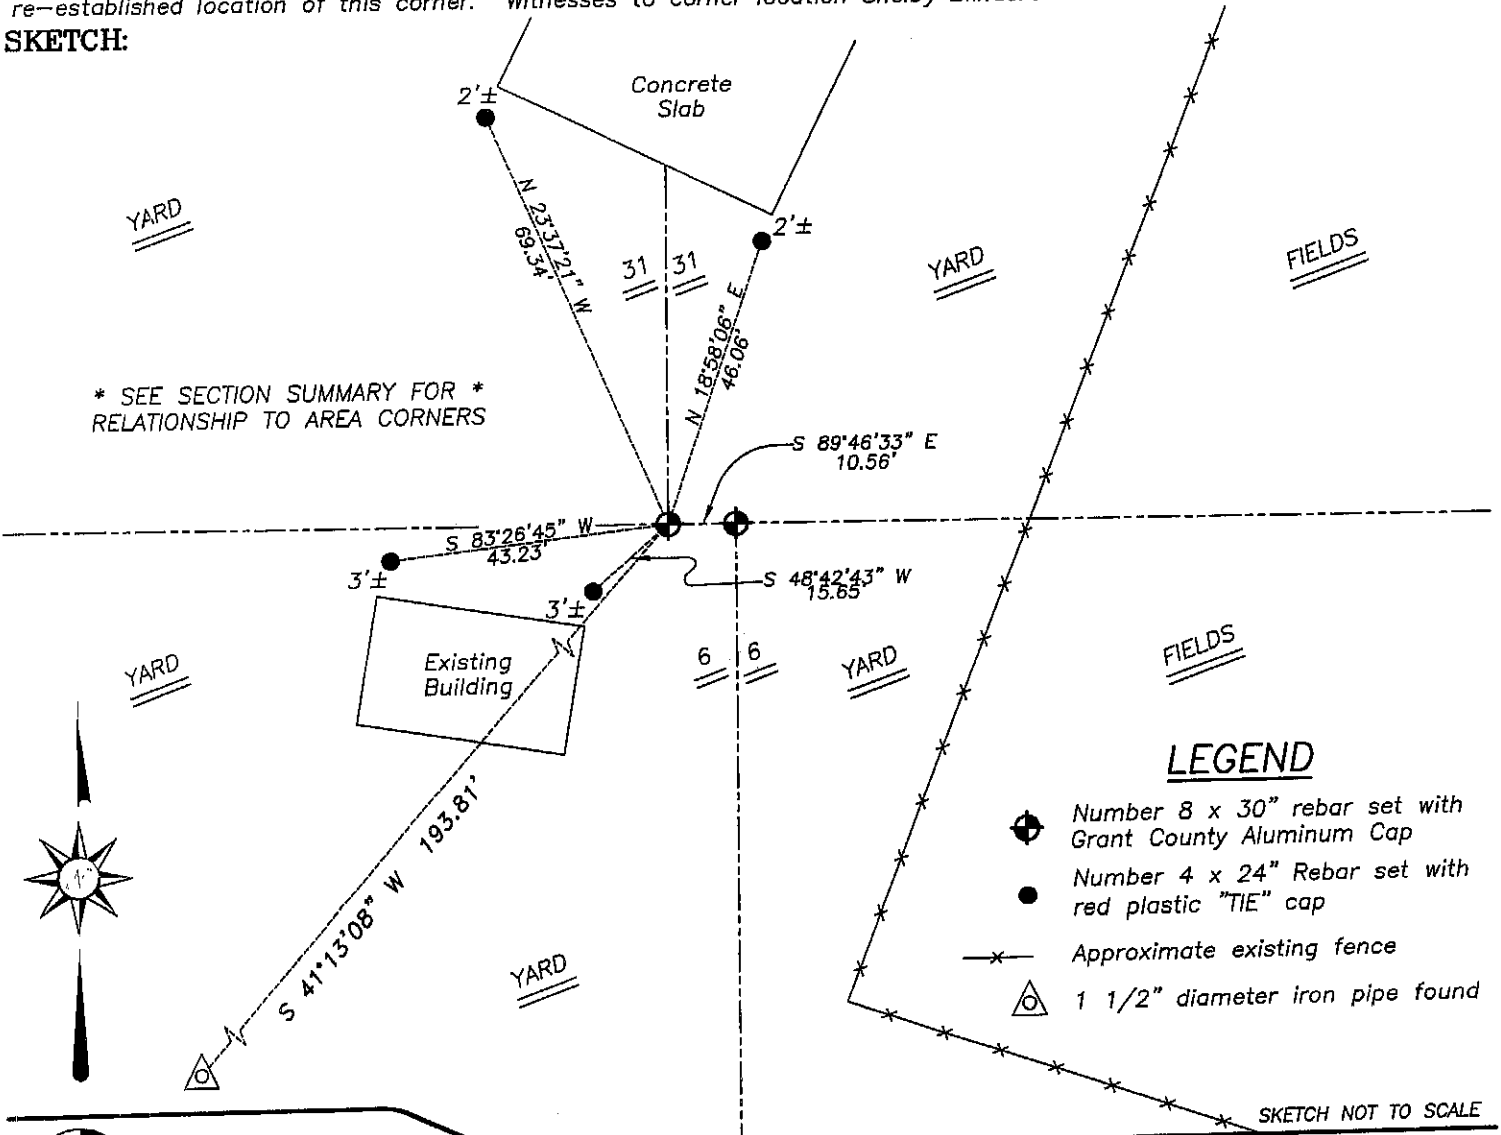 re-established location of this corner. Witnesses to corner location Shelby
SKETCH:
Concrete
Slab
2'±
2'±
YARD
N 23°37'21" W
69.34'
31
31
N 18°58'06" E
46.06'
YARD
FIELDS
* SEE SECTION SUMMARY FOR *
RELATIONSHIP TO AREA CORNERS
S 89°46'33" E
10.56'
S 83°26'45" W
43.23'
3'±
3'±
S 48°42'43" W
15.65'
YARD
Existing
Building
6
6
YARD
FIELDS
S 41°13'08" W 193.81'
YARD
N
LEGEND
Number 8 x 30" rebar set with
Grant County Aluminum Cap
Number 4 x 24" Rebar set with
red plastic "TIE" cap
Approximate existing fence
1 1/2" diameter iron pipe found
SKETCH NOT TO SCALE